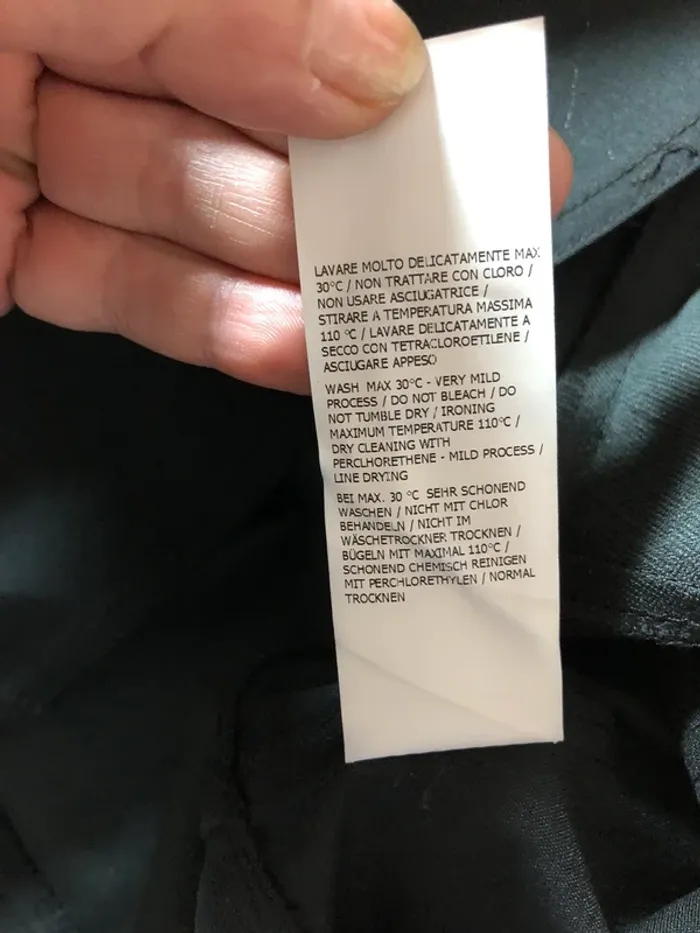 LAVARE MOLTO DELICATAMENTE MAX
30°C / NON TRATTARE CON CLORO /
NON USARE ASCIUGATRICE /
STIRARE A TEMPERATURA MASSIMA
110 °C / LAVARE DELICATAMENTE A
SECCO CON TETRACLOROETILENE /
ASCIUGARE APPESO
WASH MAX 30°C - VERY MILD
PROCESS / DO NOT BLEACH / DO
NOT TUMBLE DRY / IRONING
MAXIMUM TEMPERATURE 110°C /
DRY CLEANING WITH
PERCLHORETHENE - MILD PROCESS /
LINE DRYING
BEI MAX. 30 °C SEHR SCHONEND
WASCHEN / NICHT MIT CHLOR
BEHANDELN / NICHT IM
WÄSCHETROCKNER TROCKNEN /
BÜGELN MIT MAXIMAL 110°C /
SCHONEND CHEMISCH REINIGEN
MIT PERCHLORETHYLEN / NORMAL
TROCKNEN